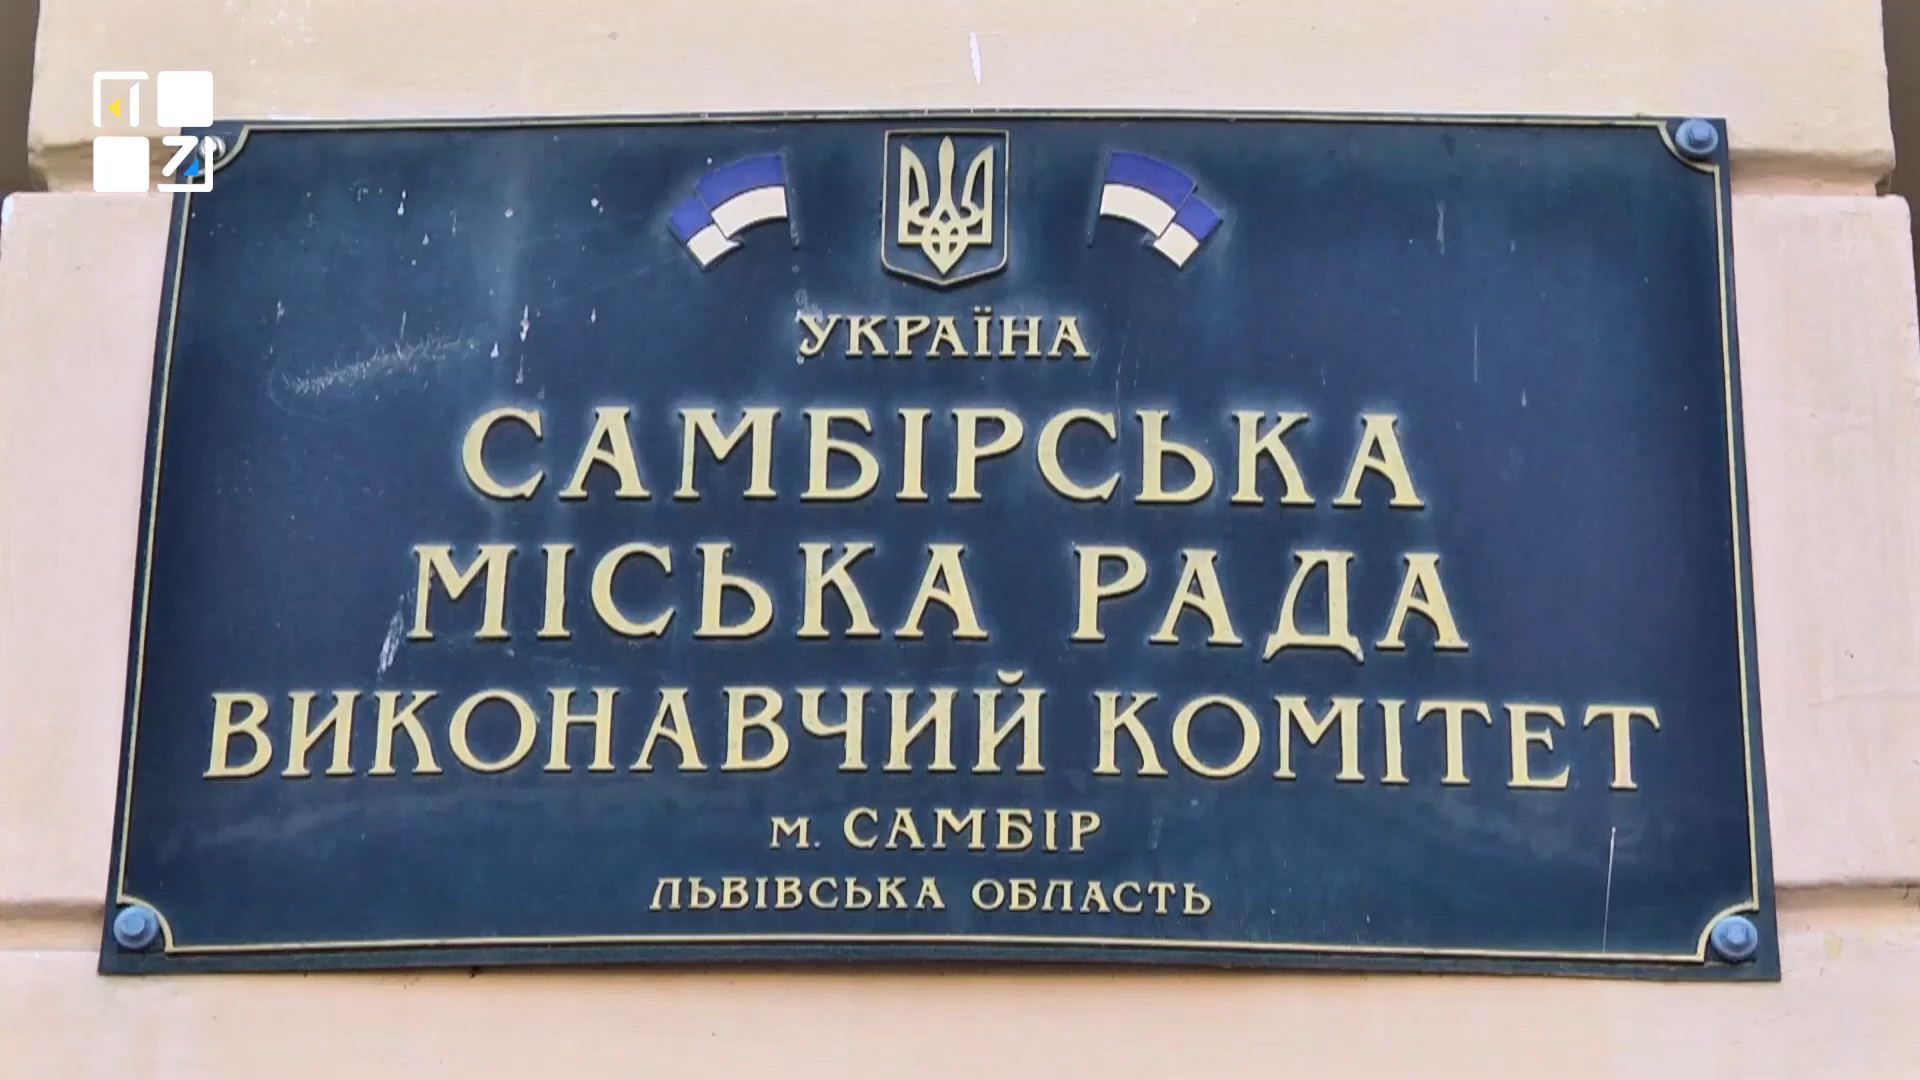 УКРАЇНА
САМБІРСЬКА
МІСЬКА РАДА
ВИКОНАВЧИЙ КОМІТЕТ
м. САМБІР
ЛЬВІВСЬКА ОБЛАСТЬ